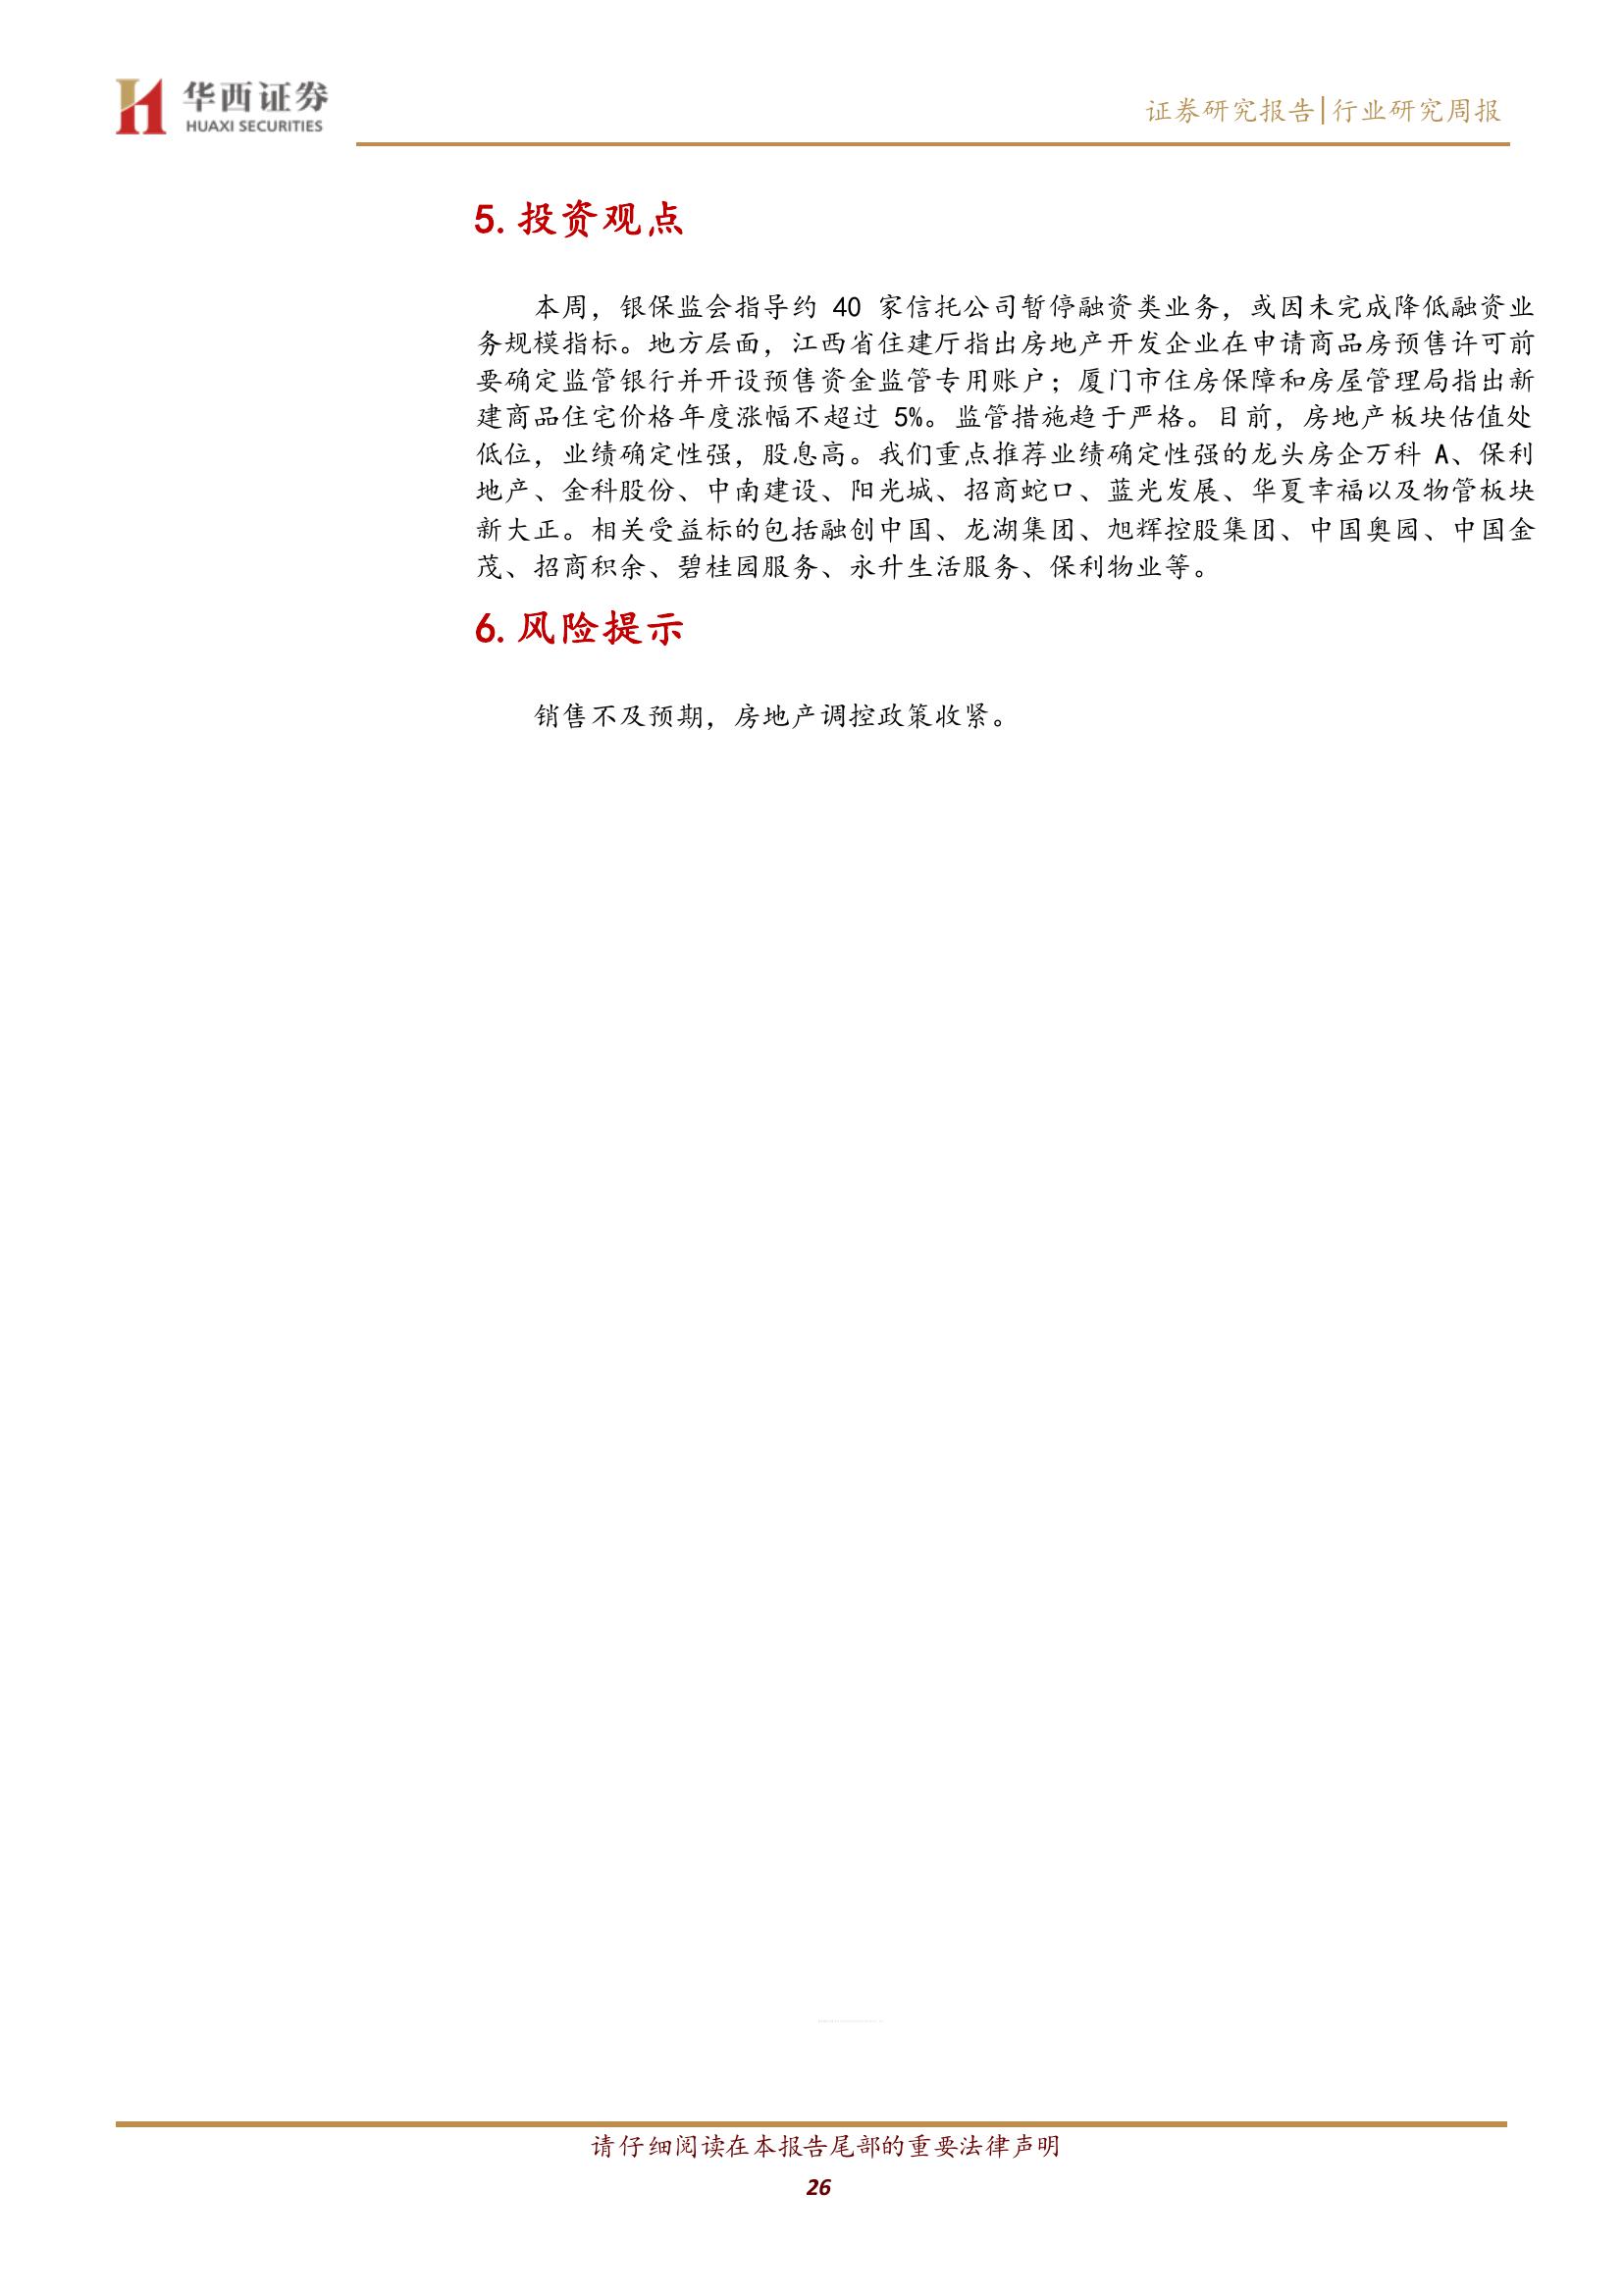 华西证券
HUAXI SECURITIES
证券研究报告|行业研究周报
5.投资观点
本周，银保监会指导约 40 家信托公司暂停融资类业务，或因未完成降低融资业
务规模指标。地方层面，江西省住建厅指出房地产开发企业在申请商品房预售许可前
要确定监管银行并开设预售资金监管专用账户；厦门市住房保障和房屋管理局指出新
建商品住宅价格年度涨幅不超过 5%。监管措施趋于严格。目前，房地产板块估值处
低位，业绩确定性强，股息高。我们重点推荐业绩确定性强的龙头房企万科 A、保利
地产、金科股份、中南建设、阳光城、招商蛇口、蓝光发展、华夏幸福以及物管板块
新大正。相关受益标的包括融创中国、龙湖集团、旭辉控股集团、中国奥园、中国金
茂、招商积余、碧桂园服务、永升生活服务、保利物业等。
6.风险提示
销售不及预期，房地产调控政策收紧。
请仔细阅读在本报告尾部的重要法律声明
26